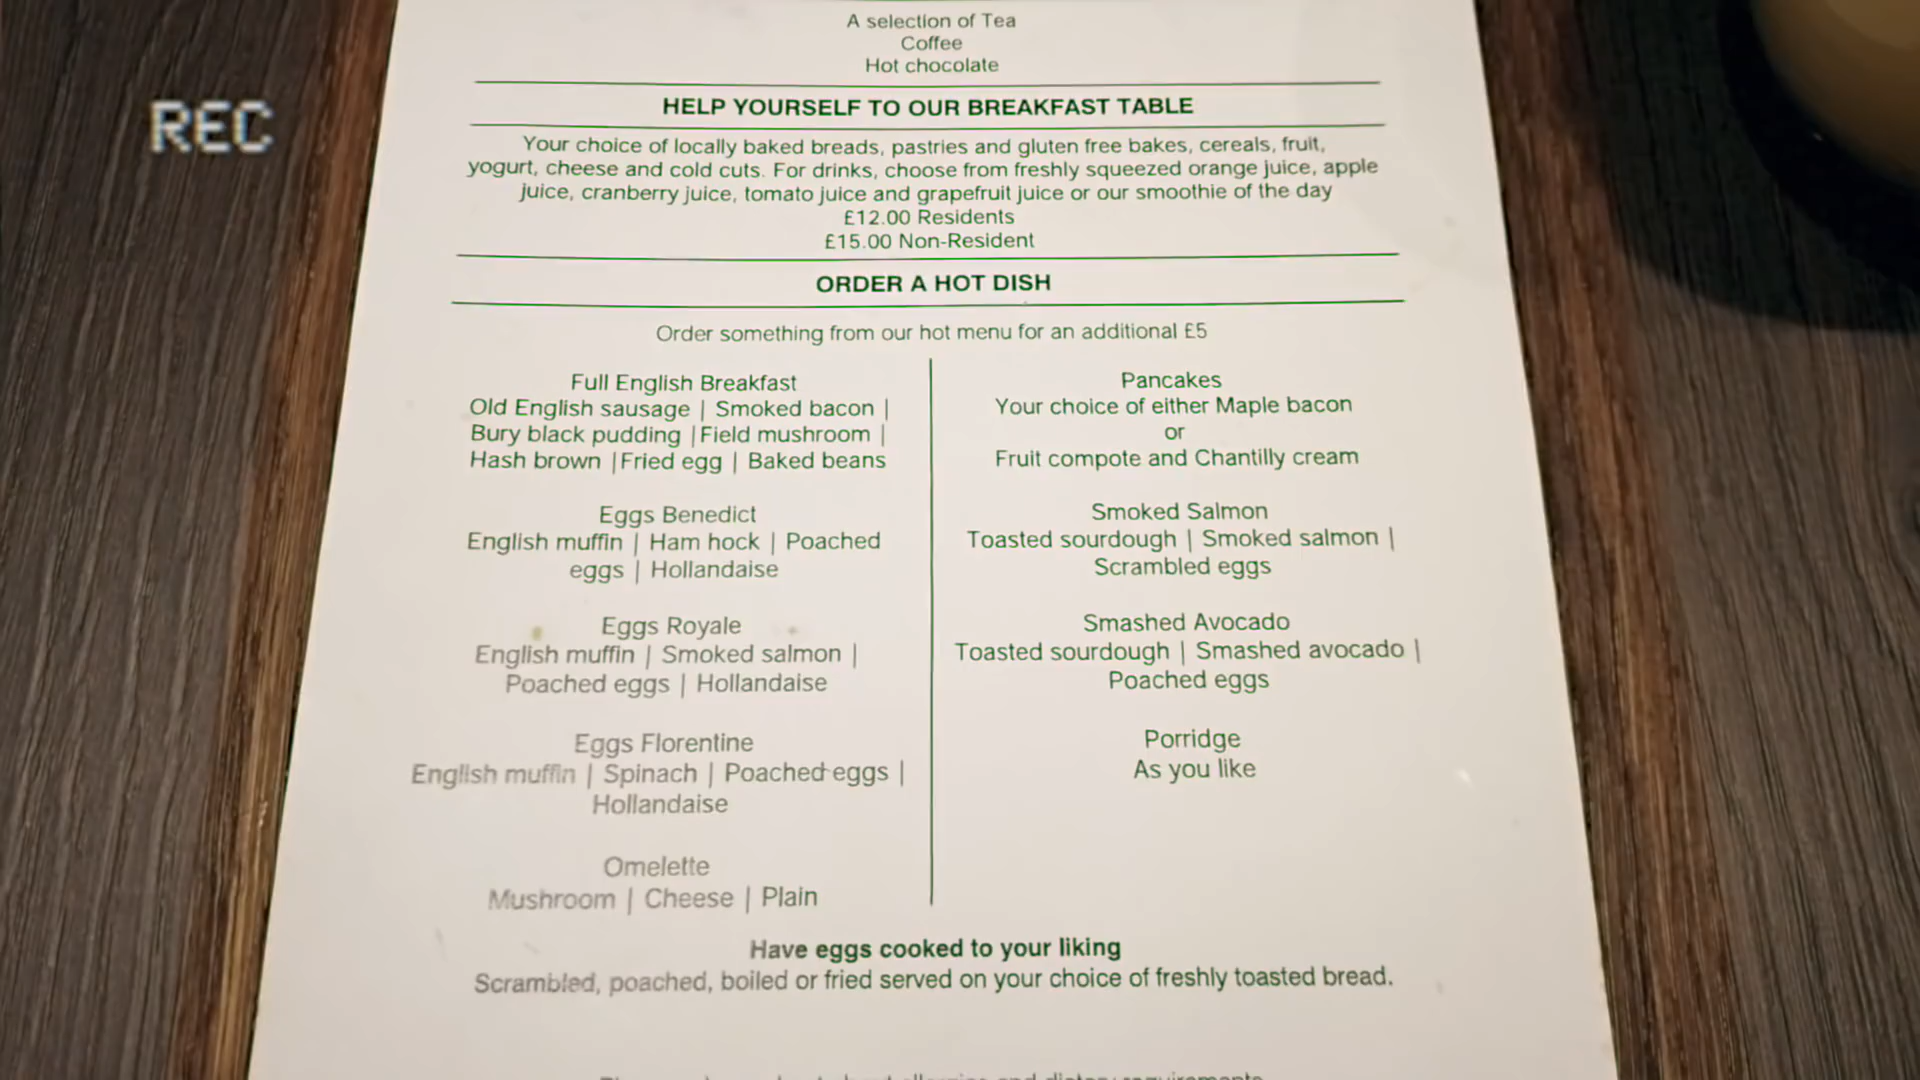 A selection of Tea
Coffee
Hot chocolate
REC
HELP YOURSELF TO OUR BREAKFAST TABLE
Your choice of locally baked breads, pastries and gluten free bakes, cereals, fruit,
yogurt, cheese and cold cuts. For drinks, choose from freshly squeezed orange juice, apple
juice, cranberry juice, tomato juice and grapefruit juice or our smoothie of the day
£12.00 Residents
£15.00 Non-Resident
ORDER A HOT DISH
Order something from our hot menu for an additional £5
Full English Breakfast
Old English sausage | Smoked bacon |
Bury black pudding |Field mushroom |
Hash brown |Fried egg | Baked beans
Eggs Benedict
English muffin | Ham hock | Poached
eggs | Hollandaise
Eggs Royale
English muffin | Smoked salmon |
Poached eggs | Hollandaise
Eggs Florentine
English muffin | Spinach | Poached eggs |
Hollandaise
Omelette
Mushroom | Cheese | Plain
Pancakes
Your choice of either Maple bacon
or
Fruit compote and Chantilly cream
Smoked Salmon
Toasted sourdough | Smoked salmon |
Scrambled eggs
Smashed Avocado
Toasted sourdough | Smashed avocado |
Poached eggs
Porridge
As you like
Have eggs cooked to your liking
Scrambled, poached, boiled or fried served on your choice of freshly toasted bread.